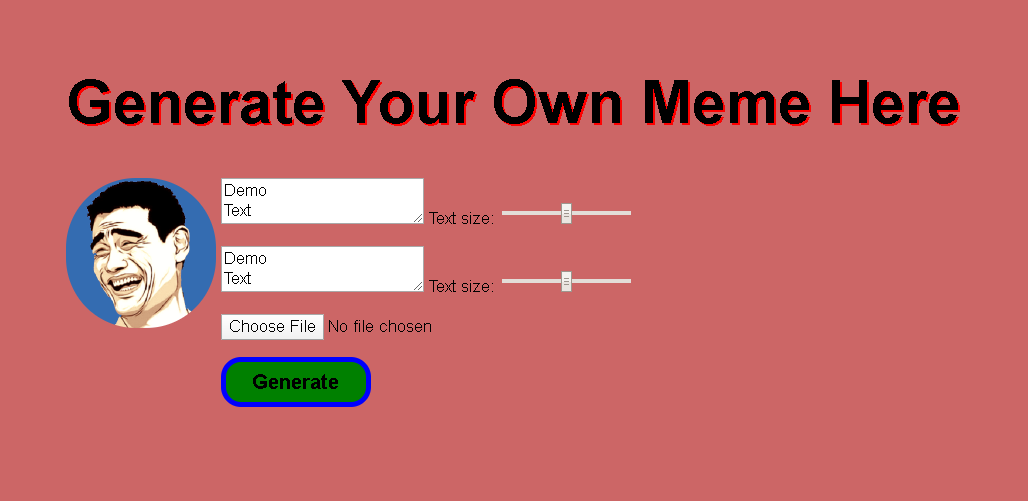 Generate Your Own Meme Here
Demo
Text
Text size:
Demo
Text
Text size:
Choose File No file chosen
Generate